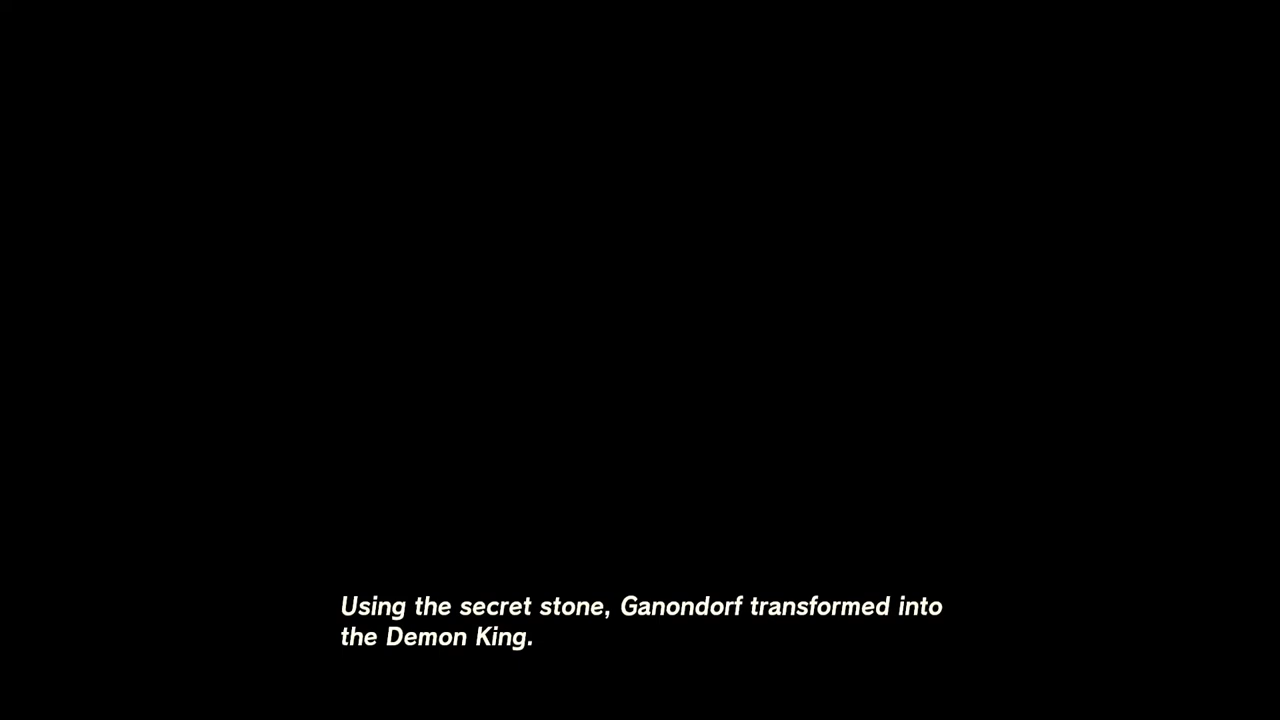 Using the secret stone, Ganondorf transformed into
the Demon King.